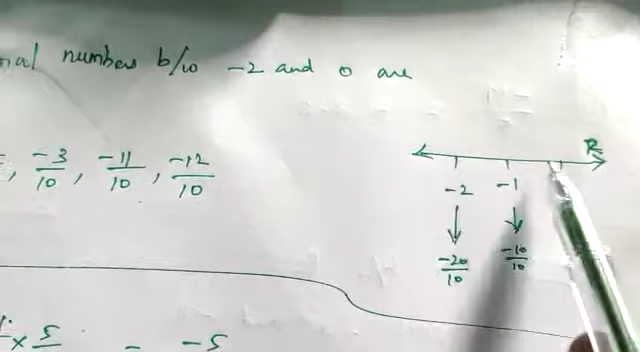 numbers b/w -2 and 0 are
R
, -3/10, -11/10, -12/10
-2 -1
-20/10 -10/10
× 5 = -5